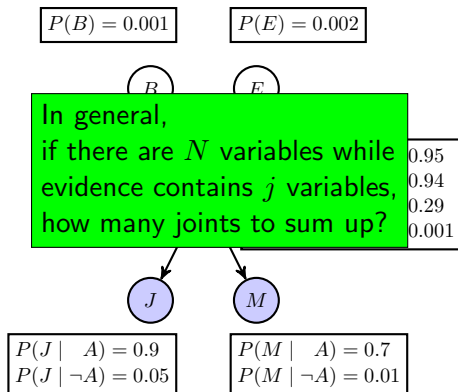 P(B) = 0.001
P(E) = 0.002
B
E
In general,
if there are N variables while
evidence contains j variables,
how many joints to sum up?
0.95
0.94
0.29
0.001
J
M
P(J | A) = 0.9
P(J | ¬A) = 0.05
P(M | A) = 0.7
P(M | ¬A) = 0.01